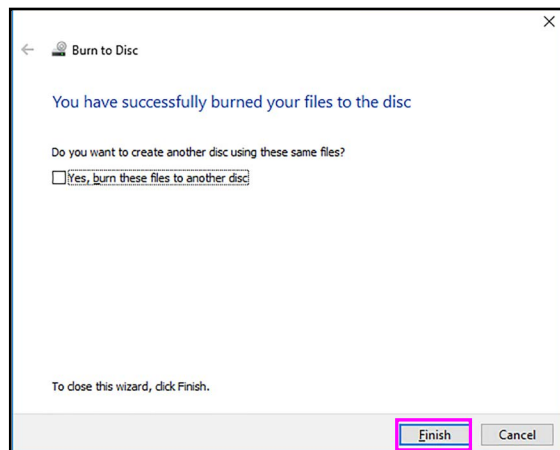 Burn to Disc
You have successfully burned your files to the disc
Do you want to create another disc using these same files?
Yes, burn these files to another disc
To close this wizard, click Finish.
Finish Cancel